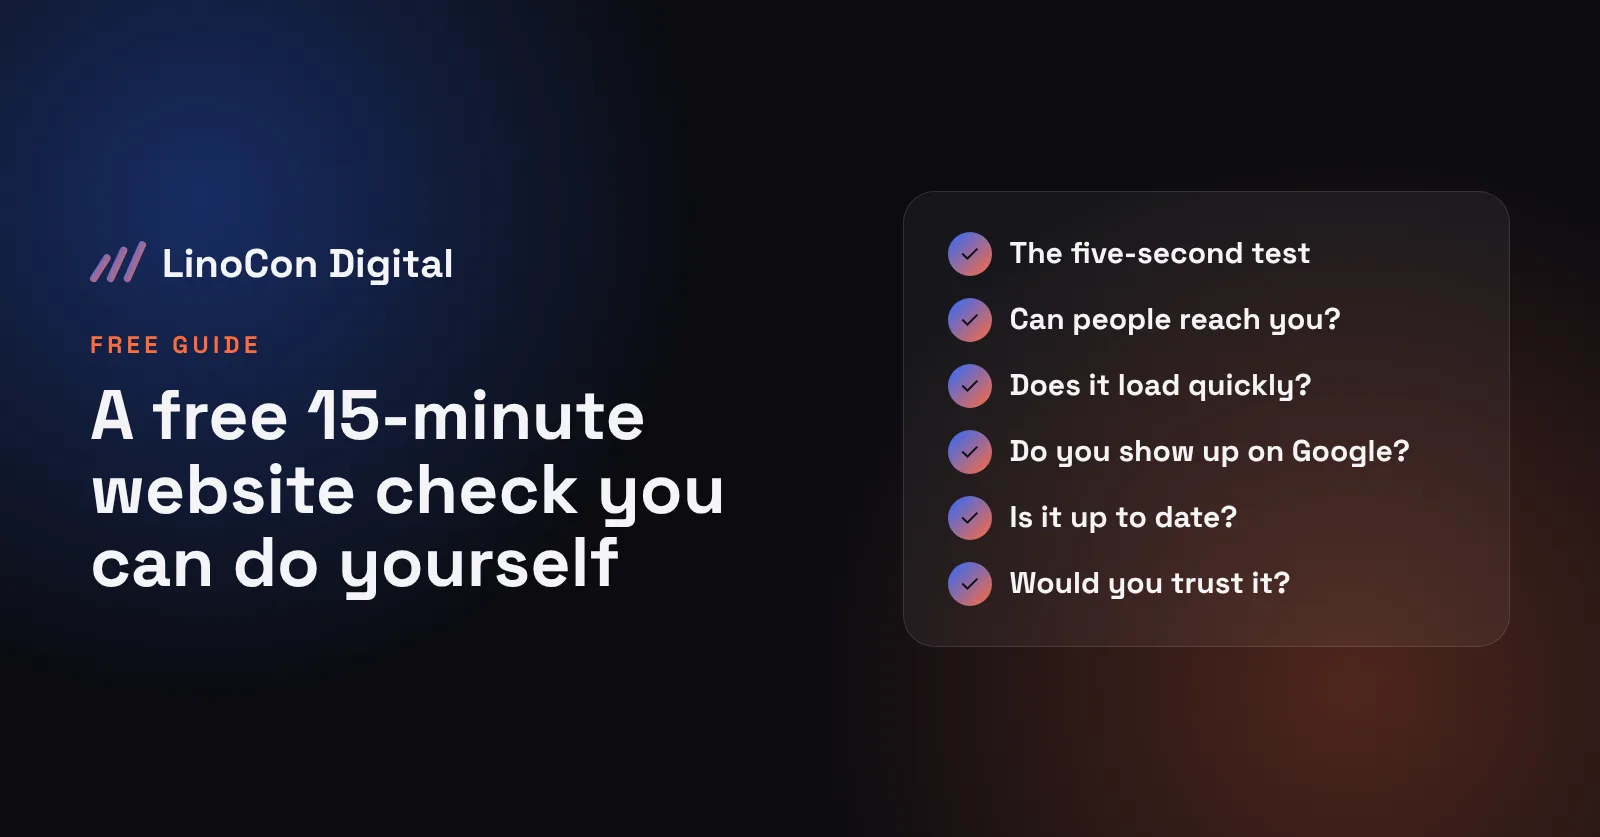 LinoCon Digital
FREE GUIDE
A free 15-minute
website check you
can do yourself
The five-second test
Can people reach you?
Does it load quickly?
Do you show up on Google?
Is it up to date?
Would you trust it?